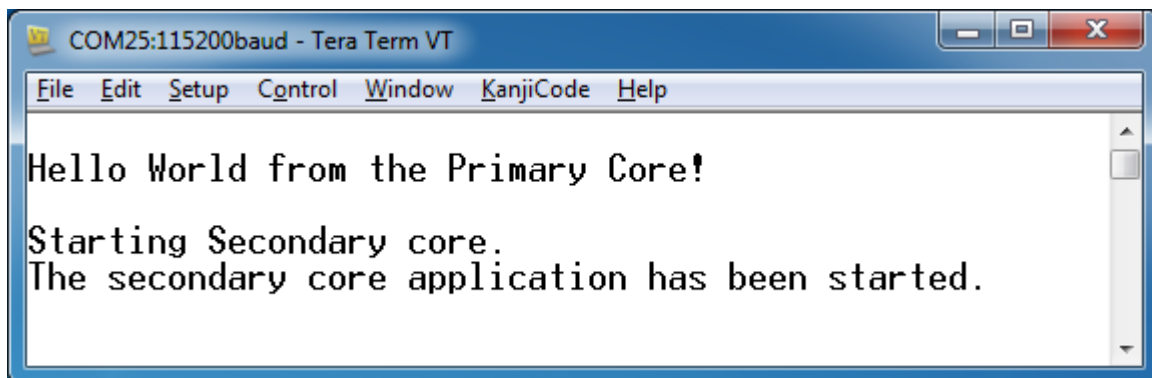 COM25:115200baud - Tera Term VT
File Edit Setup Control Window KanjiCode Help
Hello World from the Primary Core!
Starting Secondary core.
The secondary core application has been started.